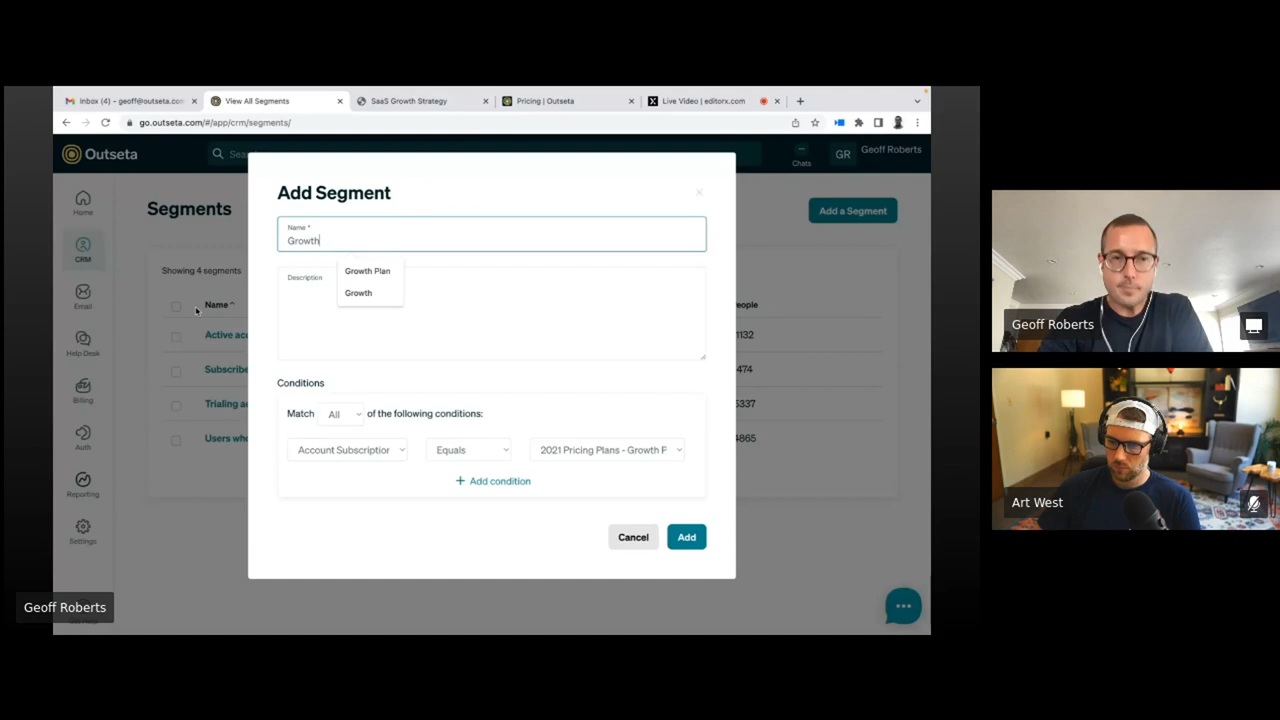 Inbox (4) - geoff@outseta.com
View All Segments
SaaS Growth Strategy
Pricing | Outseta
Live Video | editorx.com
go.outseta.com/#/app/crm/segments/
Outseta
Sea
Chats
GR
Geoff Roberts
Home
CRM
Email
Help Desk
Billing
Auth
Reporting
Settings
Segments
Add a Segment
Showing 4 segments
Name
eople
Active acc
1132
Subscribe
474
Trialing ac
5337
Users who
4865
Add Segment
Name *
Growth
Growth Plan
Growth
Description
Conditions
Match All of the following conditions:
Account Subscription
Equals
2021 Pricing Plans - Growth P
+ Add condition
Cancel
Add
Geoff Roberts
Geoff Roberts
Art West